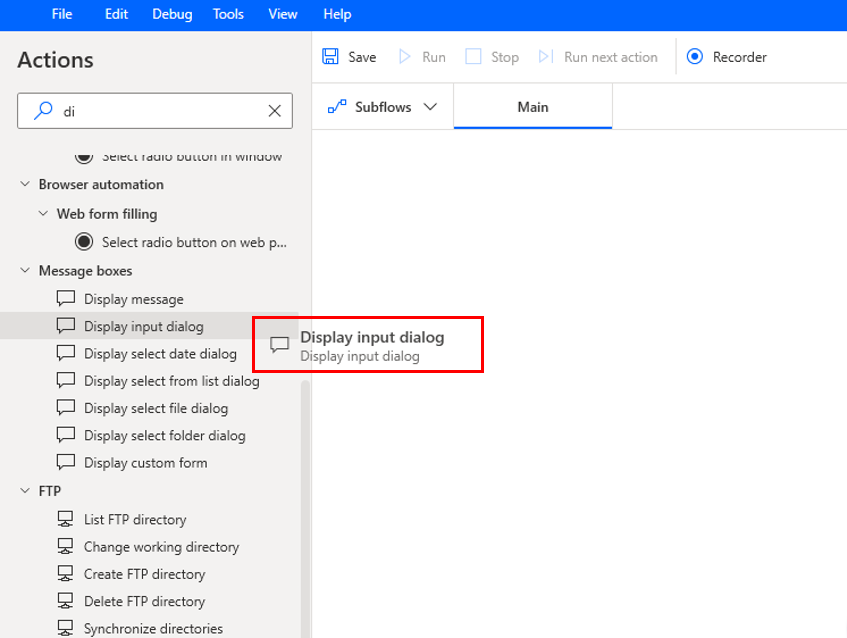 File Edit Debug Tools View Help
Actions
di
Save Run Stop Run next action Recorder
Subflows Main
Select radio button in window
Browser automation
Web form filling
Select radio button on web p...
Message boxes
Display message
Display input dialog
Display select date dialog
Display select from list dialog
Display select file dialog
Display select folder dialog
Display custom form
FTP
List FTP directory
Change working directory
Create FTP directory
Delete FTP directory
Synchronize directories
Display input dialog
Display input dialog